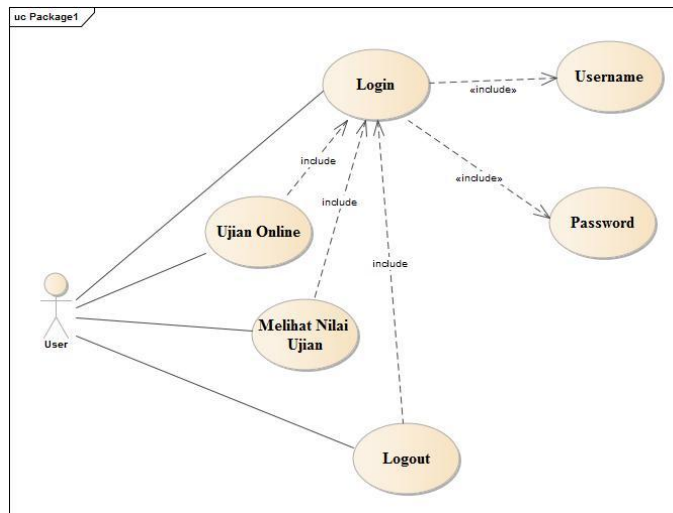 uc Package1
Login
Username
«include»
include
include
«include»
Ujian Online
Password
include
Melihat Nilai
Ujian
User
Logout